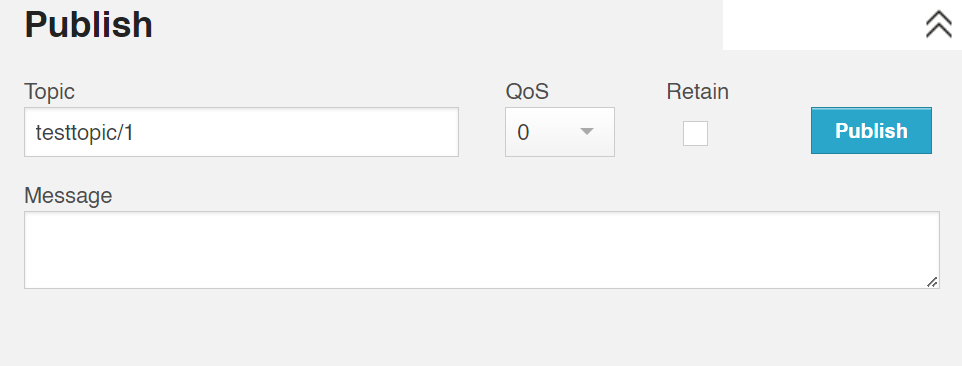 Publish
Topic
QoS
Retain
testtopic/1
0
Publish
Message